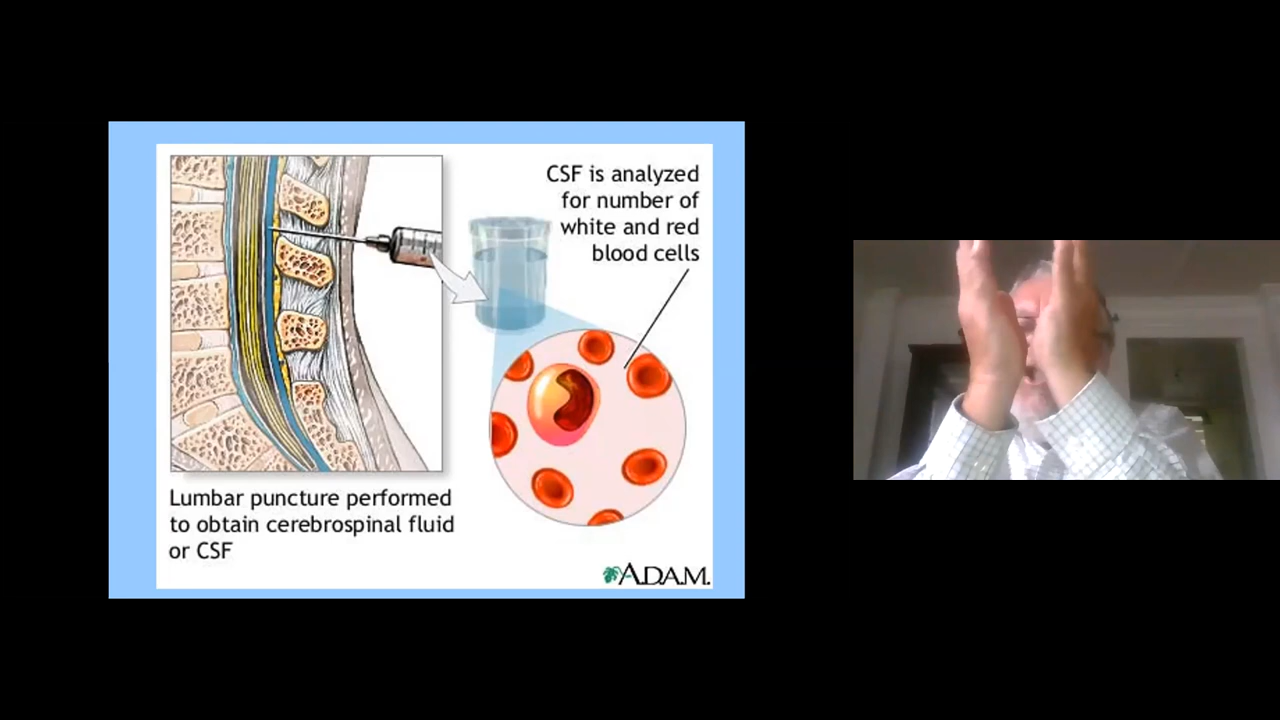 CSF is analyzed
for number of
white and red
blood cells
Lumbar puncture performed
to obtain cerebrospinal fluid
or CSF
A.D.A.M.